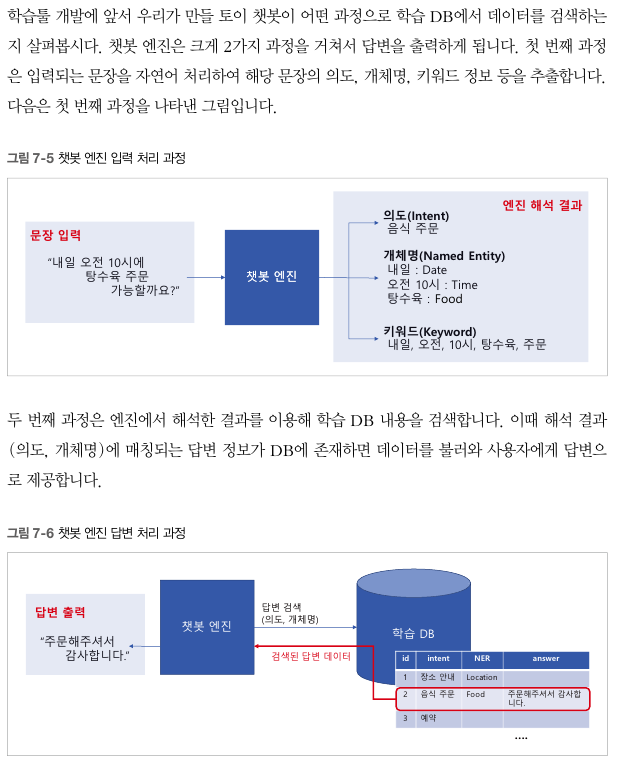 학습툴 개발에 앞서 우리가 만들 토이 챗봇이 어떤 과정으로 학습 DB에서 데이터를 검색하는
지 살펴봅시다. 챗봇 엔진은 크게 2가지 과정을 거쳐서 답변을 출력하게 됩니다. 첫 번째 과정
은 입력되는 문장을 자연어 처리하여 해당 문장의 의도, 개체명, 키워드 정보 등을 추출합니다.
다음은 첫 번째 과정을 나타낸 그림입니다.
그림 7-5 챗봇 엔진 입력 처리 과정
문장 입력
“내일 오전 10시에
탕수육 주문
가능할까요?”
챗봇 엔진
엔진 해석 결과
의도(Intent)
음식 주문
개체명(Named Entity)
내일 : Date
오전 10시 : Time
탕수육 : Food
키워드(Keyword)
내일, 오전, 10시, 탕수육, 주문
두 번째 과정은 엔진에서 해석한 결과를 이용해 학습 DB 내용을 검색합니다. 이때 해석 결과
(의도, 개체명)에 매칭되는 답변 정보가 DB에 존재하면 데이터를 불러와 사용자에게 답변으
로 제공합니다.
그림 7-6 챗봇 엔진 답변 처리 과정
답변 출력
“주문해주셔서
감사합니다.”
챗봇 엔진
답변 검색
(의도, 개체명)
검색된 답변 데이터
학습 DB
id intent NER answer
1 장소 안내 Location
2 음식 주문 Food 주문해주셔서 감사합
니다.
3 예약
....